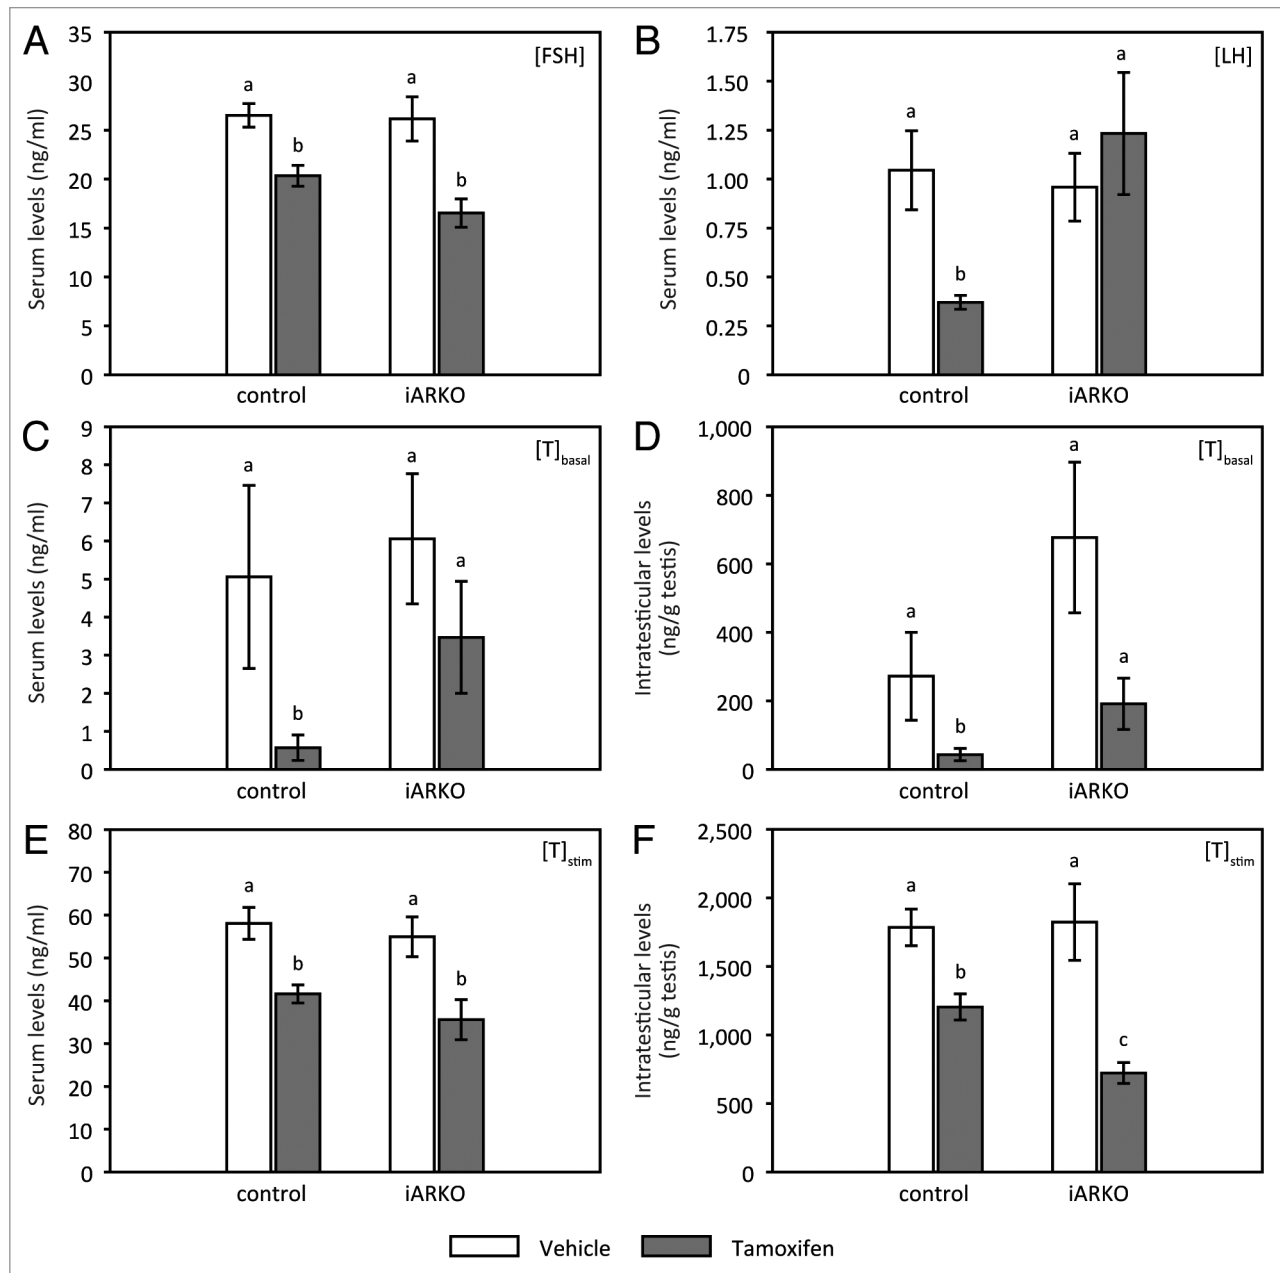 A
[FSH]
Serum levels (ng/ml)
35
30
25
20
15
10
5
0
a
b
a
b
control
iARKO
B
[LH]
Serum levels (ng/ml)
1.75
1.50
1.25
1.00
0.75
0.50
0.25
0
a
b
a
a
control
iARKO
C
[T]basal
Serum levels (ng/ml)
9
8
7
6
5
4
3
2
1
0
a
b
a
a
control
iARKO
D
[T]basal
Intratesticular levels
(ng/g testis)
1,000
800
600
400
200
0
a
b
a
a
control
iARKO
E
[T]stim
Serum levels (ng/ml)
80
70
60
50
40
30
20
10
0
a
b
a
b
control
iARKO
F
[T]stim
Intratesticular levels
(ng/g testis)
2,500
2,000
1,500
1,000
500
0
a
b
a
c
control
iARKO
Vehicle
Tamoxifen